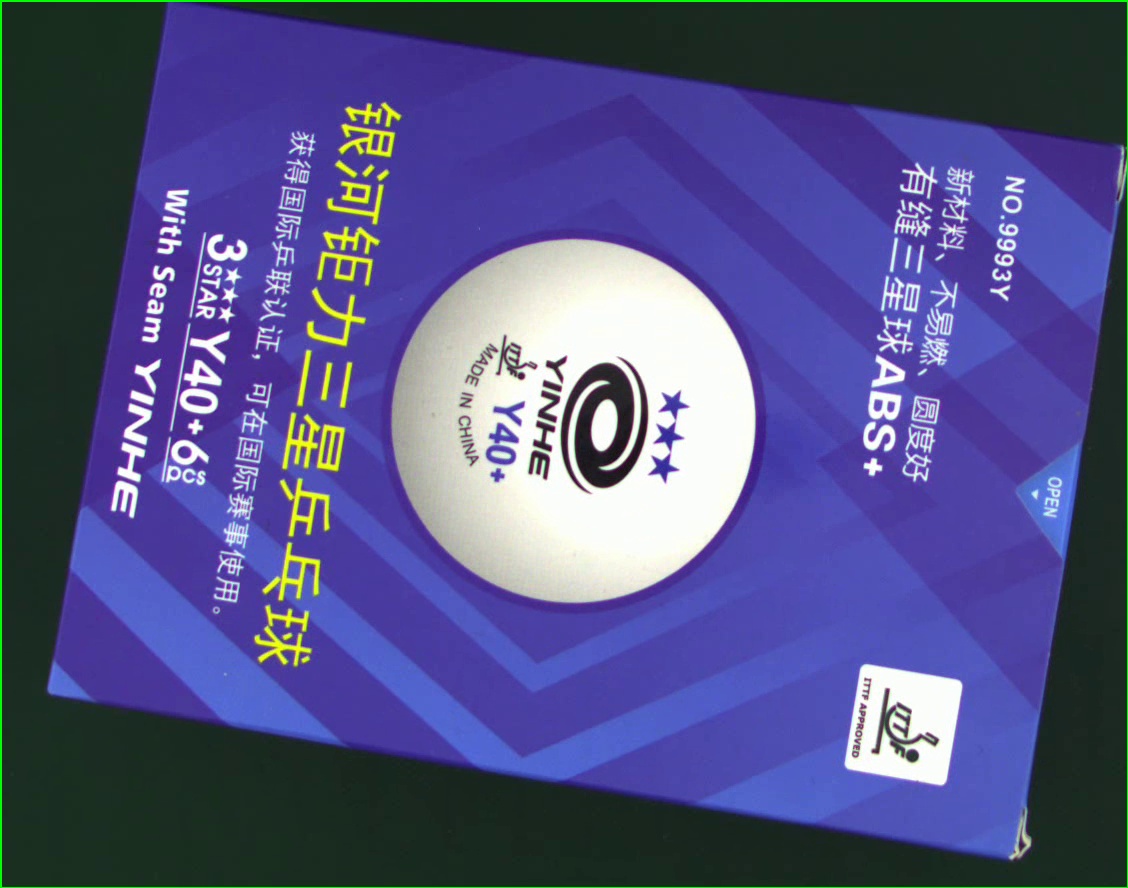 NO.9993Y
新材料、不易燃、圆度好
有缝三星球ABS+
OPEN
ITTF
ITTF APPROVED
★★★
YINHE
Y40+
ITTF
MADE IN CHINA
银河钜力三星乒乓球
获得国际乒联认证，可在国际赛事使用。
3★★★ STAR Y40+ 6pcs
With Seam YINHE